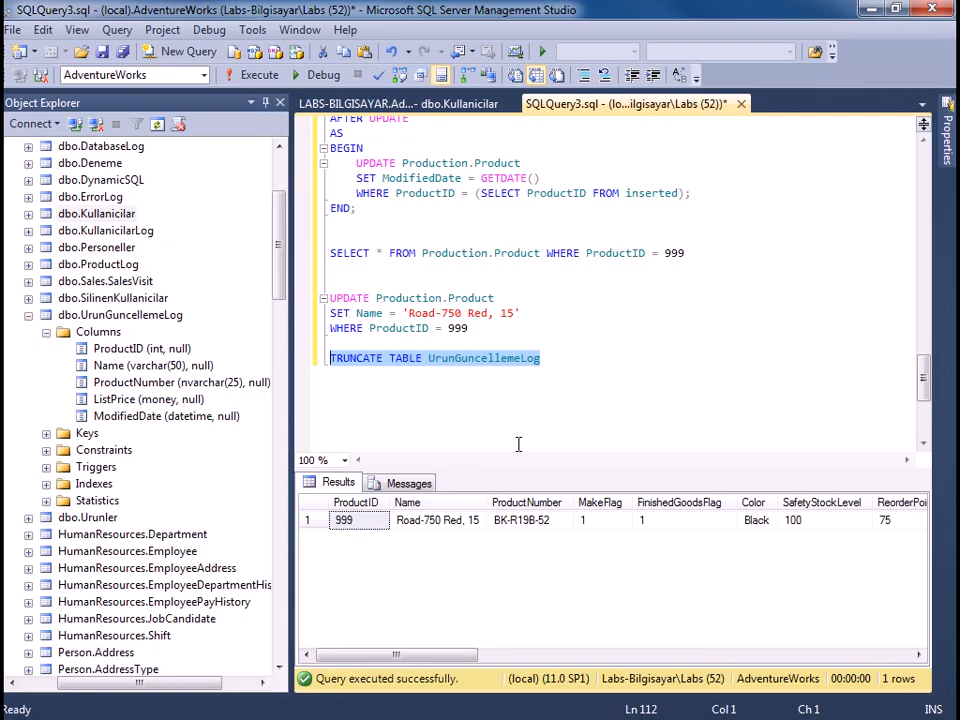 SQLQuery3.sql - (local).AdventureWorks (Labs-Bilgisayar\Labs (52))* - Microsoft SQL Server Management Studio
File Edit View Query Project Debug Tools Window Help
New Query
AdventureWorks Execute Debug
Object Explorer
Connect
dbo.DatabaseLog
dbo.Deneme
dbo.DynamicSQL
dbo.ErrorLog
dbo.Kullanicilar
dbo.KullanicilarLog
dbo.Personeller
dbo.ProductLog
dbo.Sales.SalesVisit
dbo.SilinenKullanicilar
dbo.UrunGuncellemeLog
Columns
ProductID (int, null)
Name (varchar(50), null)
ProductNumber (nvarchar(25), null)
ListPrice (money, null)
ModifiedDate (datetime, null)
Keys
Constraints
Triggers
Indexes
Statistics
dbo.Urunler
HumanResources.Department
HumanResources.Employee
HumanResources.EmployeeAddress
HumanResources.EmployeeDepartmentHis
HumanResources.EmployeePayHistory
HumanResources.JobCandidate
HumanResources.Shift
Person.Address
Person.AddressType
LABS-BILGISAYAR.Ad...- dbo.Kullanicilar SQLQuery3.sql - (lo...ilgisayar\Labs (52))*
AFTER UPDATE
AS
BEGIN
UPDATE Production.Product
SET ModifiedDate = GETDATE()
WHERE ProductID = (SELECT ProductID FROM inserted);
END;
SELECT * FROM Production.Product WHERE ProductID = 999
UPDATE Production.Product
SET Name = 'Road-750 Red, 15'
WHERE ProductID = 999
TRUNCATE TABLE UrunGuncellemeLog
100 %
Results Messages
ProductID Name ProductNumber MakeFlag FinishedGoodsFlag Color SafetyStockLevel ReorderPoi
1 999 Road-750 Red, 15 BK-R19B-52 1 1 Black 100 75
Query executed successfully. (local) (11.0 SP1) Labs-Bilgisayar\Labs (52) AdventureWorks 00:00:00 1 rows
Properties
Ready Ln 112 Col 1 Ch 1 INS